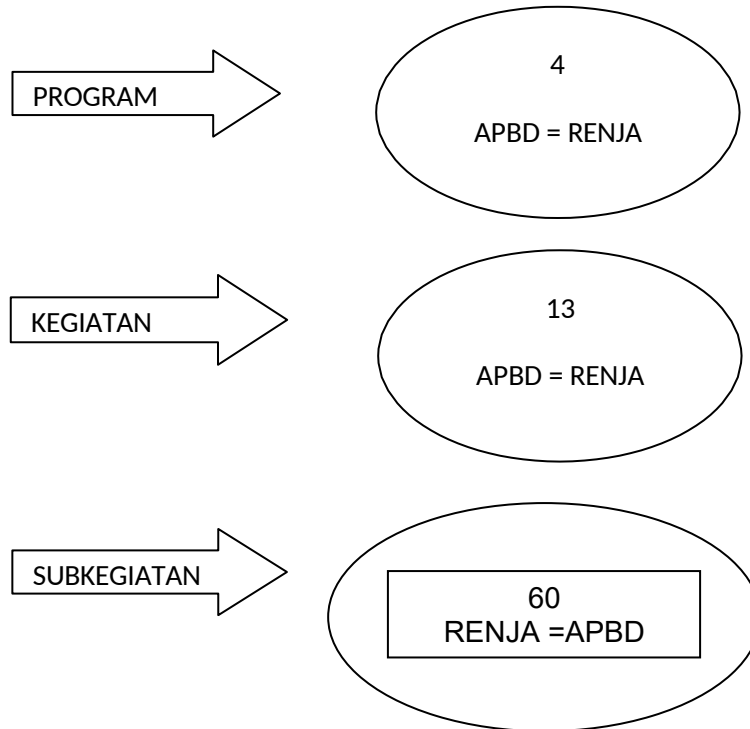 PROGRAM
4
APBD = RENJA
KEGIATAN
13
APBD = RENJA
SUBKEGIATAN
60
RENJA =APBD